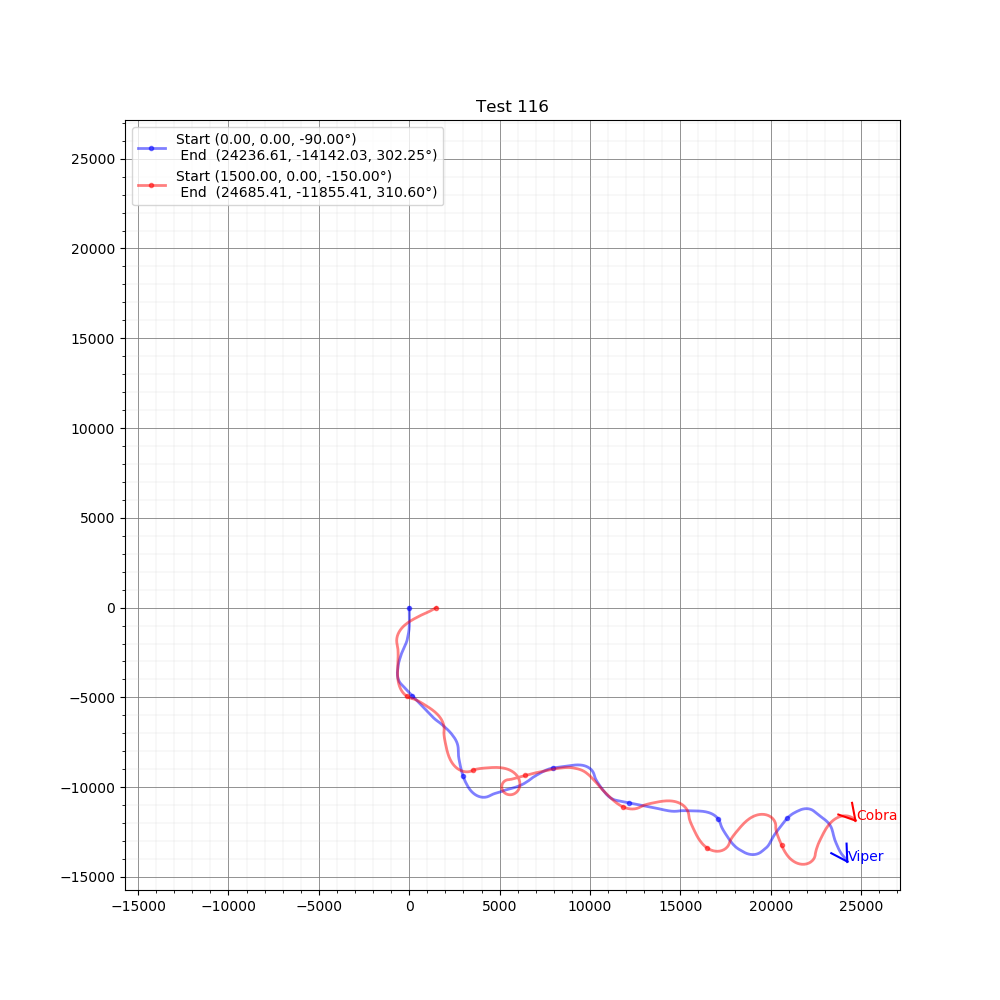 Test 116
Start (0.00, 0.00, -90.00°)
End (24236.61, -14142.03, 302.25°)
Start (1500.00, 0.00, -150.00°)
End (24685.41, -11855.41, 310.60°)
25000
20000
15000
10000
5000
0
−5000
−10000
−15000
Cobra
Viper
−15000 −10000 −5000 0 5000 10000 15000 20000 25000